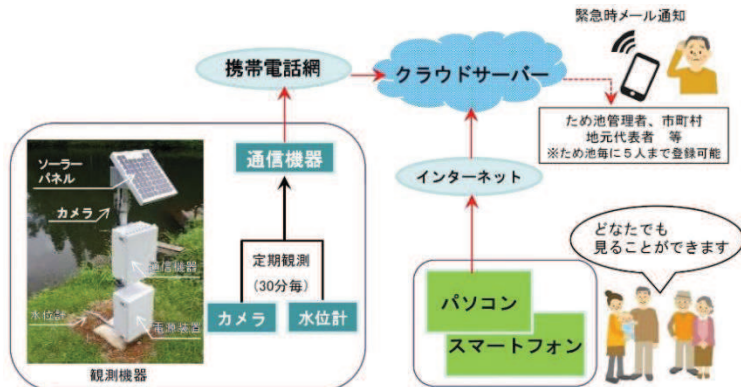 緊急時メール通知
携帯電話網
クラウドサーバー
ため池管理者、市町村
地元代表者 等
※ため池毎に5人まで登録可能
通信機器
インターネット
ソーラー
パネル
カメラ
通信機器
水位計
電源装置
観測機器
定期観測
(30分毎)
カメラ
水位計
どなたでも
見ることができます
パソコン
スマートフォン